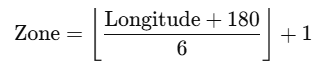 Zone = ⌊(Longitude + 180) / 6⌋ + 1